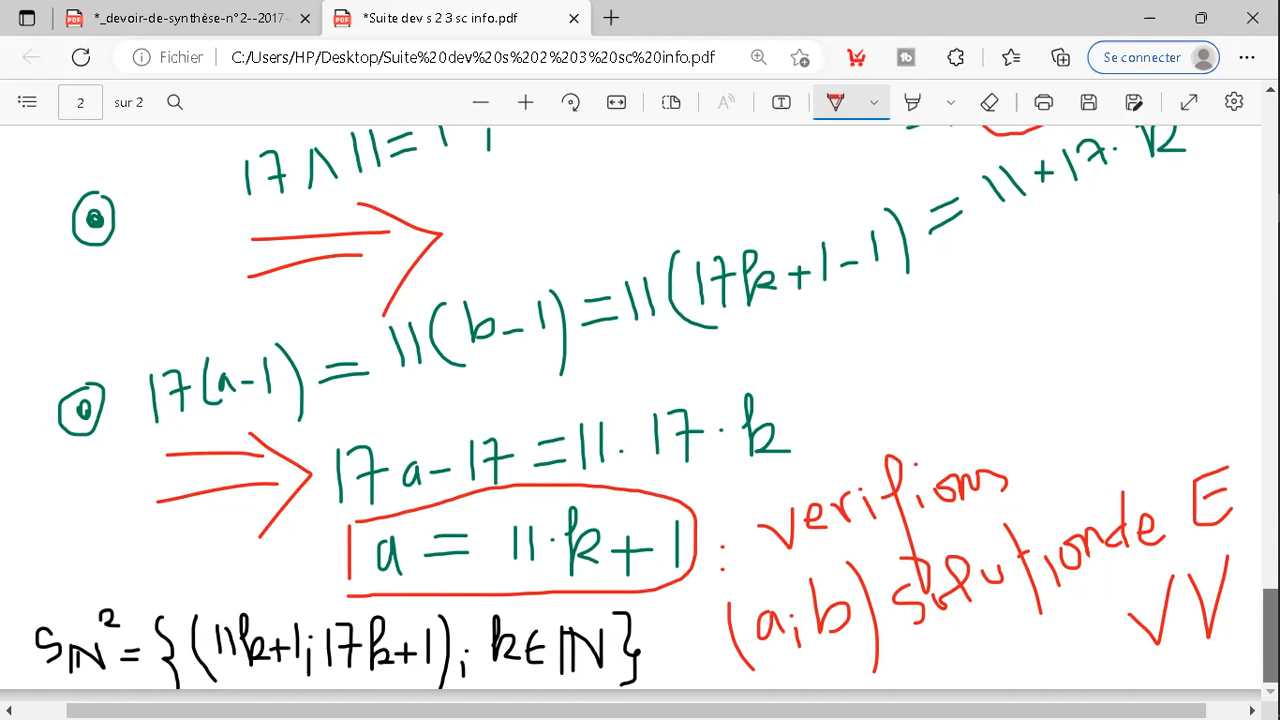 *_devoir-de-synthèse-n°2--2017-
*Suite dev s 2 3 sc info.pdf
Fichier
C:/Users/HP/Desktop/Suite%20dev%20s%202%203%20sc%20info.pdf
Se connecter
2
sur 2
17 ∧ 11 = 1
= 11 + 17. k
17(a-1) = 11(b-1) = 11(17k+1-1)
17a - 17 = 11. 17. k
a = 11.k + 1
: verifions
(a;b) solution de E
SIN² = {(11k+1; 17k+1); k ∈ IN}